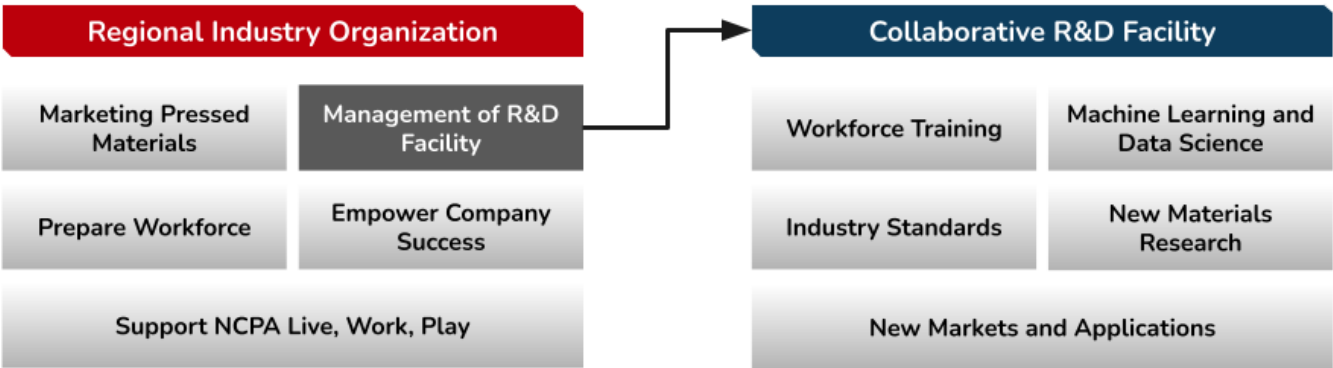 Regional Industry Organization
Marketing Pressed
Materials
Management of R&D
Facility
Prepare Workforce
Empower Company
Success
Support NCPA Live, Work, Play
Collaborative R&D Facility
Workforce Training
Machine Learning and
Data Science
Industry Standards
New Materials
Research
New Markets and Applications